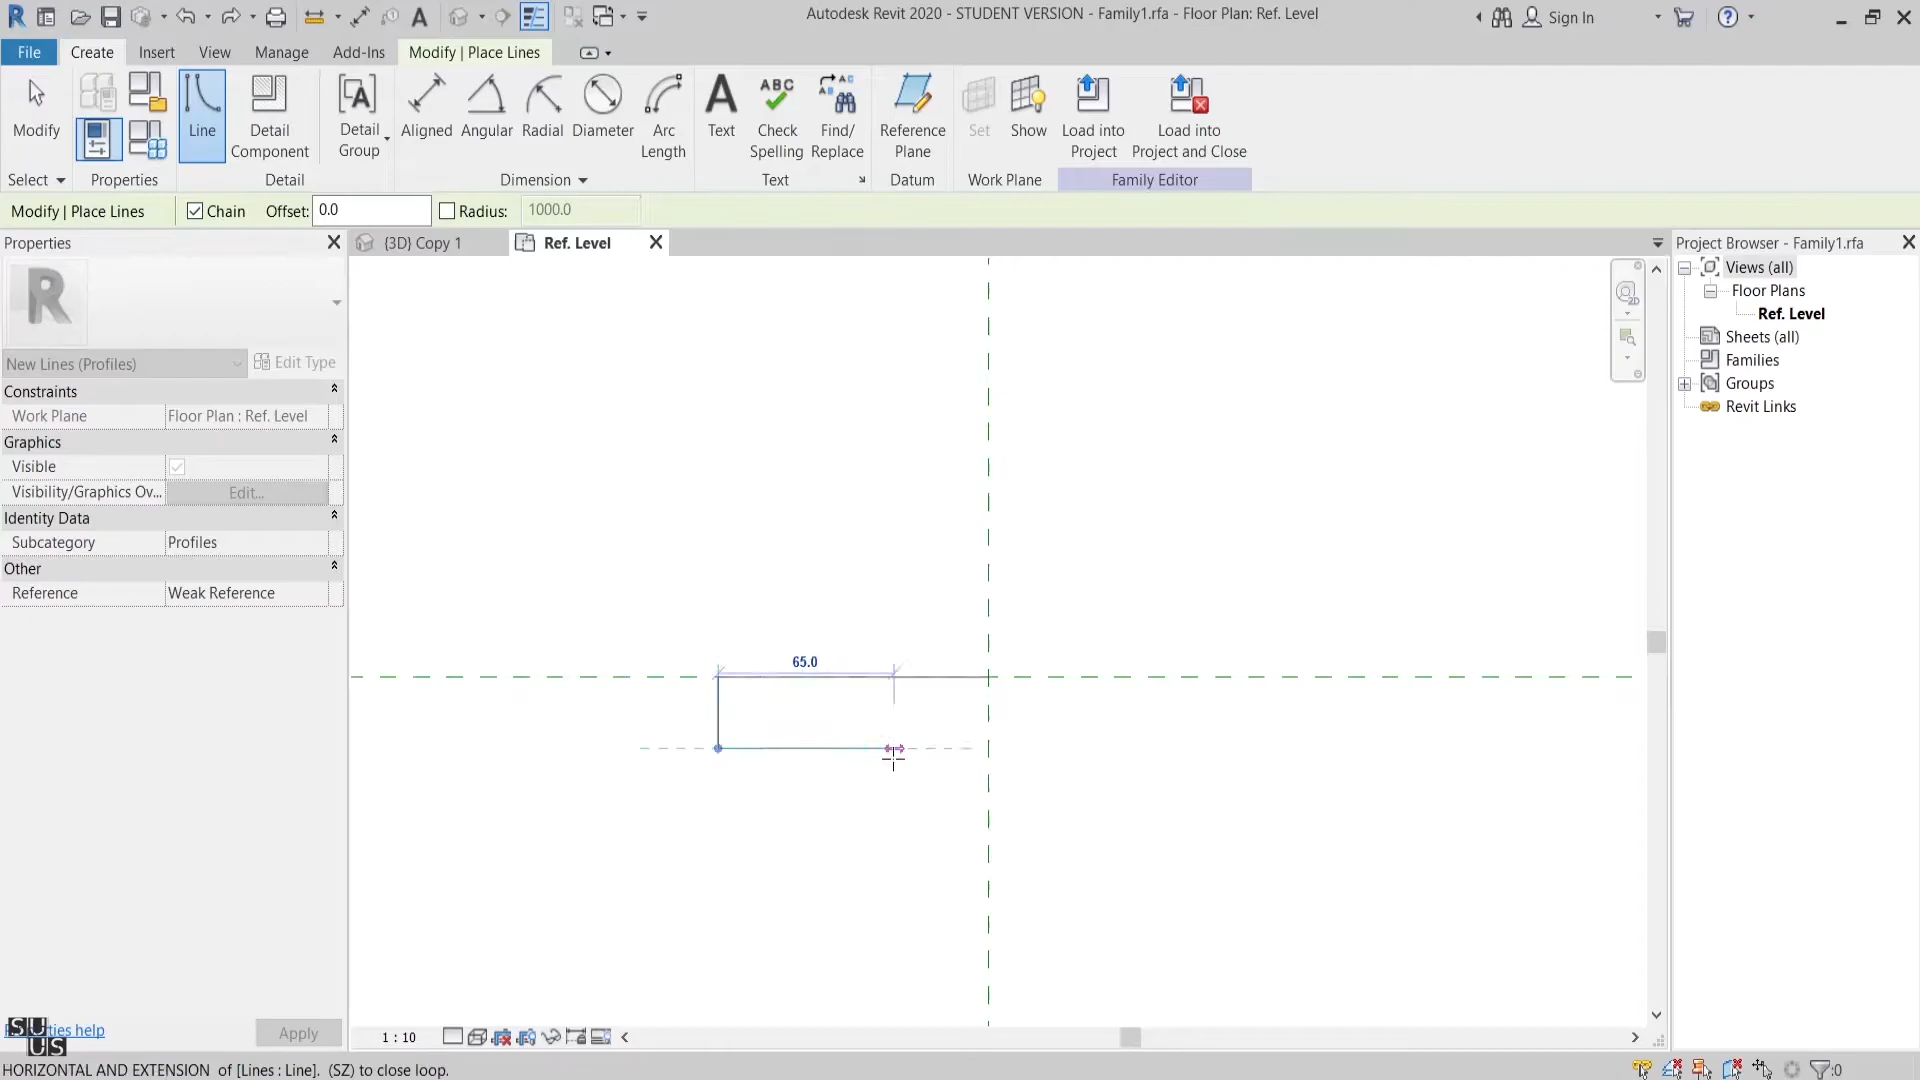 Autodesk Revit 2020 - STUDENT VERSION - Family1.rfa - Floor Plan: Ref. Level
Sign In
File Create Insert View Manage Add-Ins Modify | Place Lines
Modify
Line
Detail Component
Detail Group
Aligned Angular Radial Diameter
Arc Length
Text
Check Spelling
Find/ Replace
Reference Plane
Set Show
Load into Project
Load into Project and Close
Select Properties Detail Dimension Text Datum Work Plane Family Editor
Modify | Place Lines Chain Offset: 0.0 Radius: 1000.0
Properties
{3D} Copy 1
Ref. Level
Project Browser - Family1.rfa
R
New Lines (Profiles) Edit Type
Constraints
Work Plane Floor Plan : Ref. Level
Graphics
Visible
Visibility/Graphics Ov... Edit...
Identity Data
Subcategory Profiles
Other
Reference Weak Reference
2D
65.0
Views (all)
Floor Plans
Ref. Level
Sheets (all)
Families
Groups
Revit Links
ties help
Apply
SU
US
1 : 10
HORIZONTAL AND EXTENSION of [Lines : Line]. (SZ) to close loop.
:0